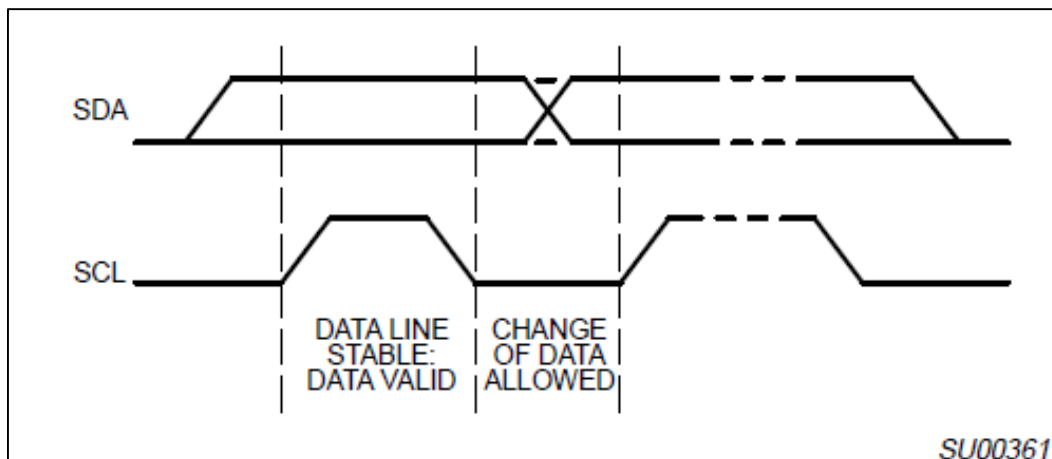 SDA
SCL
DATA LINE
STABLE:
DATA VALID
CHANGE
OF DATA
ALLOWED
SU00361